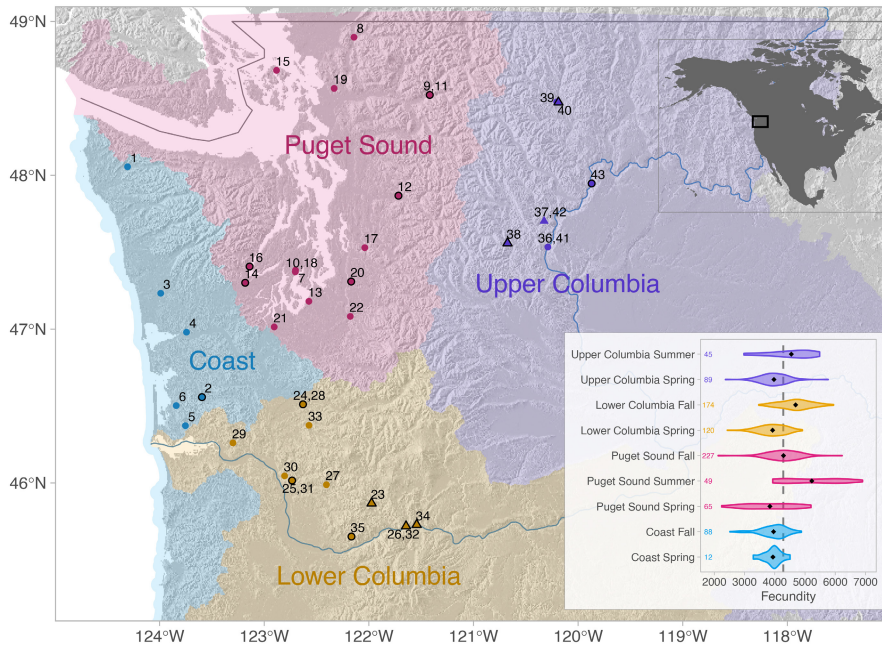 49°N
8
15
19
9,11
39
40
Puget Sound
48°N
1
12
43
37,42
38
17
36,41
16
10,18
14
7
20
Upper Columbia
3
13
22
21
47°N
4
Coast
2
6
5
24,28
33
29
46°N
30
27
25,31
23
34
26,32
35
Lower Columbia
124°W 123°W 122°W 121°W 120°W 119°W 118°W
Upper Columbia Summer 45
Upper Columbia Spring 89
Lower Columbia Fall 174
Lower Columbia Spring 120
Puget Sound Fall 227
Puget Sound Summer 49
Puget Sound Spring 65
Coast Fall 88
Coast Spring 12
2000 3000 4000 5000 6000 7000
Fecundity